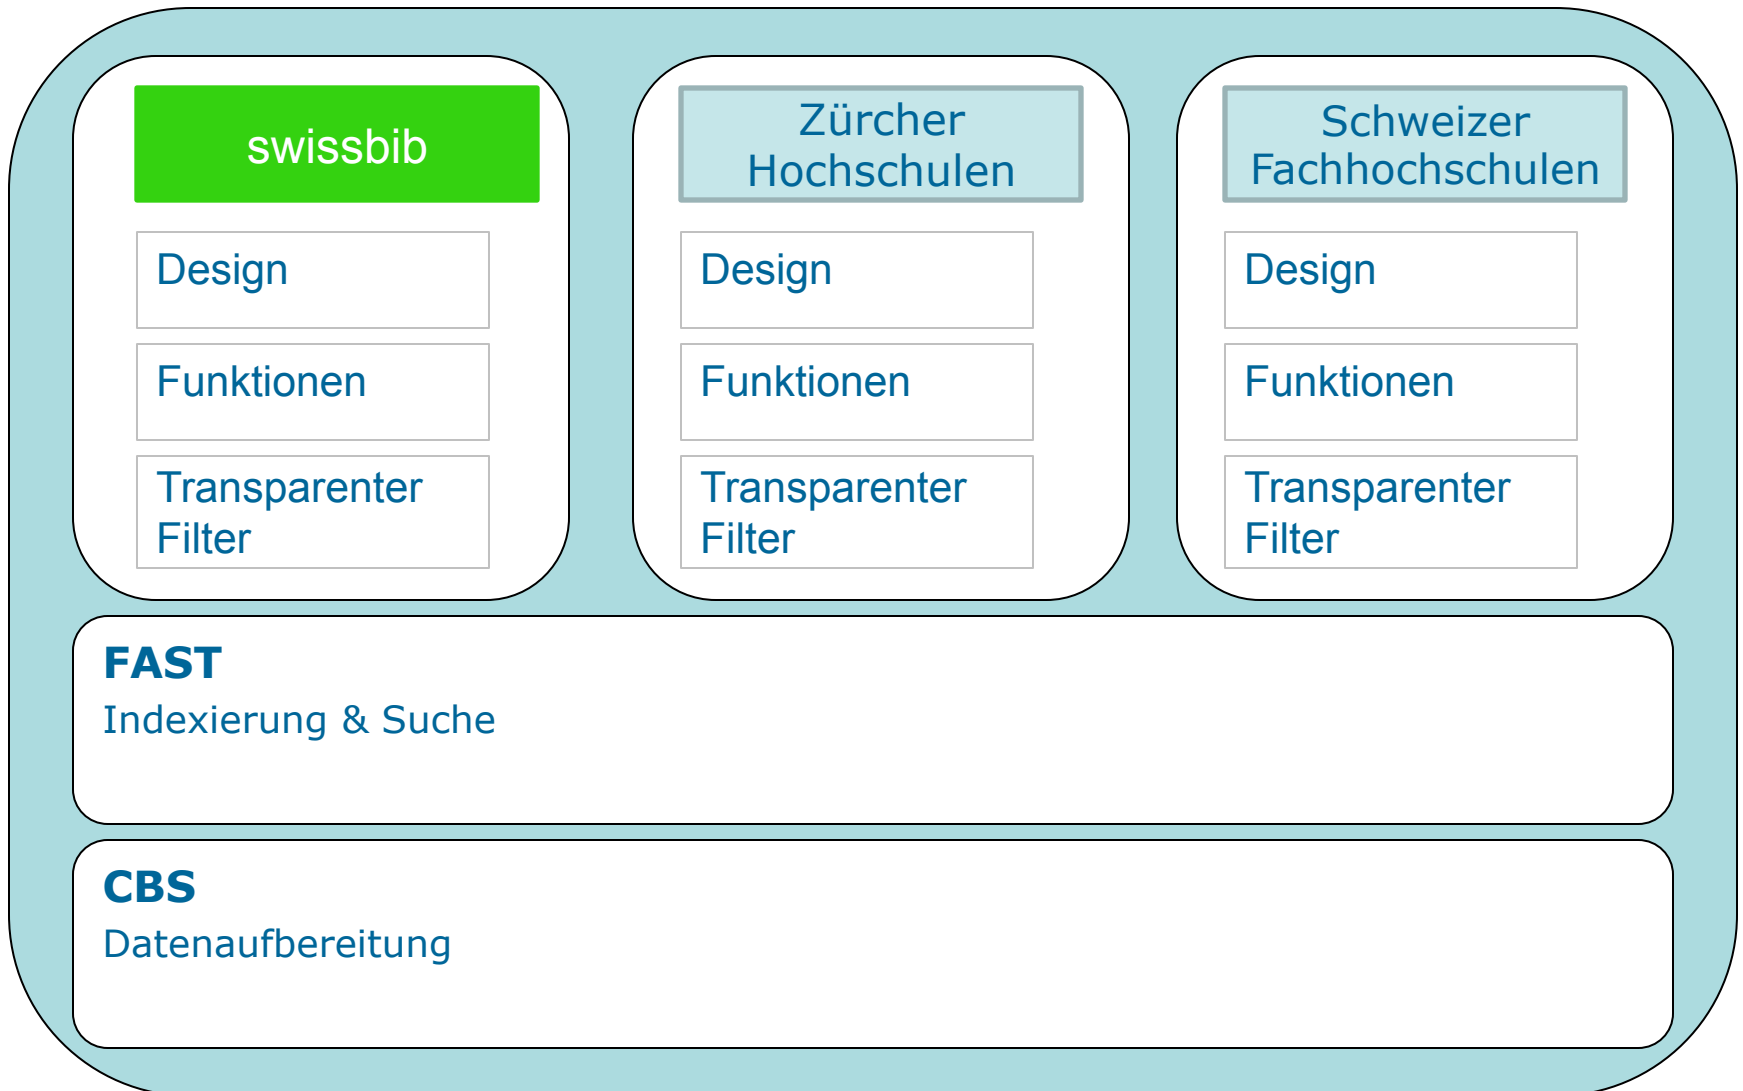 swissbib
Design
Funktionen
Transparenter
Filter
Zürcher
Hochschulen
Design
Funktionen
Transparenter
Filter
Schweizer
Fachhochschulen
Design
Funktionen
Transparenter
Filter
FAST
Indexierung & Suche
CBS
Datenaufbereitung